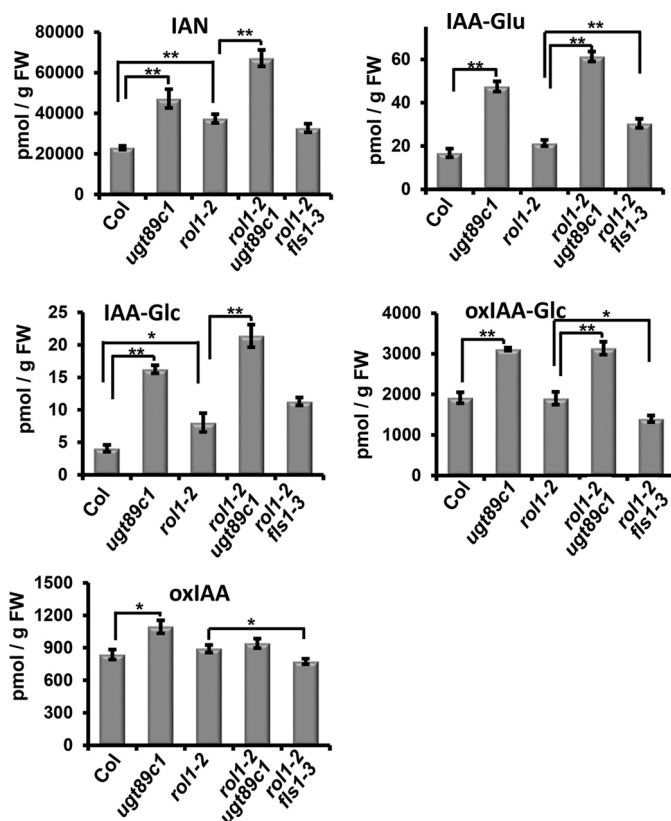 IAN
pmol / g FW
80000
60000
40000
20000
0
**
**
**
Col
ugt89c1
rol1-2
rol1-2
ugt89c1
rol1-2
fls1-3
IAA-Glu
pmol / g FW
60
40
20
0
**
**
**
Col
ugt89c1
rol1-2
rol1-2
ugt89c1
rol1-2
fls1-3
IAA-Glc
pmol / g FW
25
20
15
10
5
0
*
**
**
Col
ugt89c1
rol1-2
rol1-2
ugt89c1
rol1-2
fls1-3
oxIAA-Glc
pmol / g FW
4000
3000
2000
1000
0
**
**
*
Col
ugt89c1
rol1-2
rol1-2
ugt89c1
rol1-2
fls1-3
oxIAA
pmol / g FW
1500
1200
900
600
300
0
*
*
Col
ugt89c1
rol1-2
rol1-2
ugt89c1
rol1-2
fls1-3